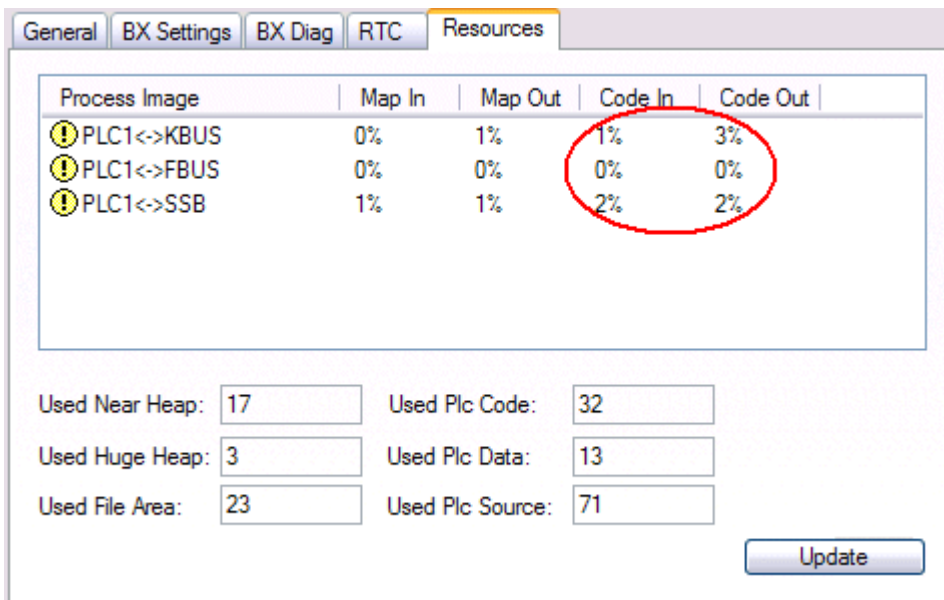 General BX Settings BX Diag RTC Resources
Process Image Map In Map Out Code In Code Out
PLC1<->KBUS 0% 1% 1% 3%
PLC1<->FBUS 0% 0% 0% 0%
PLC1<->SSB 1% 1% 2% 2%
Used Near Heap: 17 Used Plc Code: 32
Used Huge Heap: 3 Used Plc Data: 13
Used File Area: 23 Used Plc Source: 71
Update